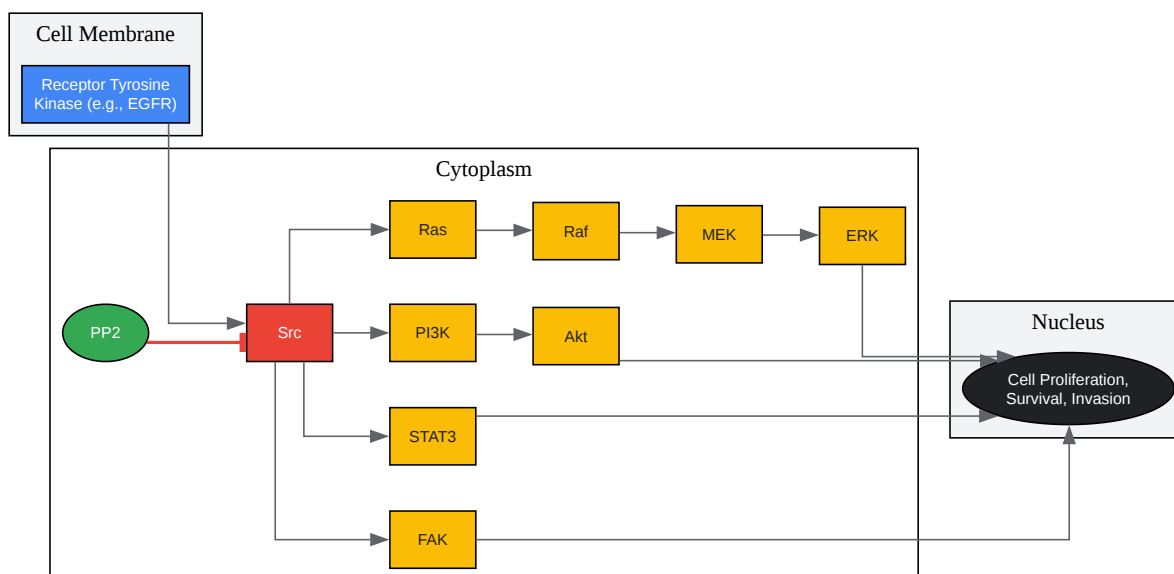 Cell Membrane
Receptor Tyrosine
Kinase (e.g., EGFR)
Cytoplasm
Ras
Raf
MEK
ERK
PP2
Src
PI3K
Akt
Nucleus
Cell Proliferation,
Survival, Invasion
STAT3
FAK